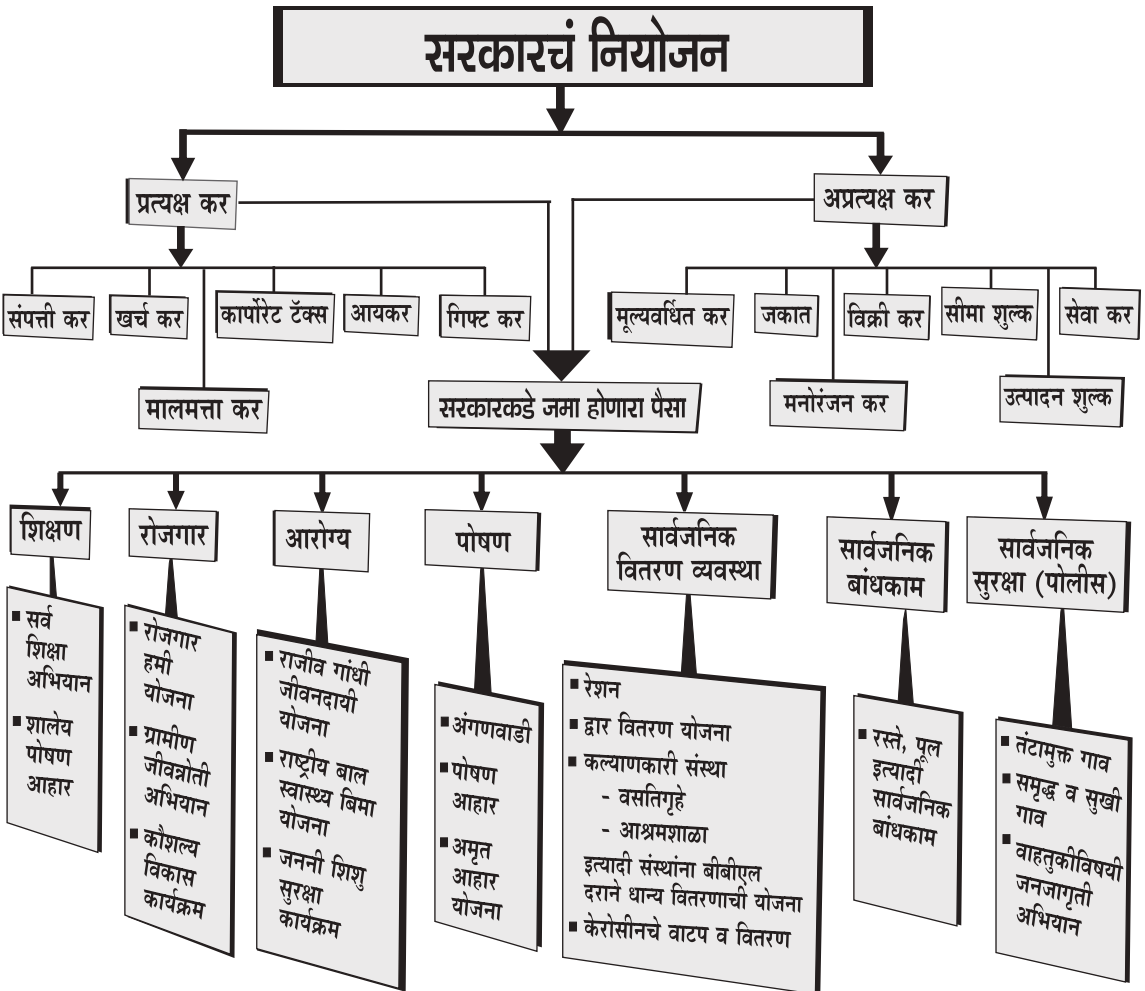 सरकारचं नियोजन
प्रत्यक्ष कर
अप्रत्यक्ष कर
संपत्ती कर
खर्च कर
कार्पोरेट टॅक्स
आयकर
गिफ्ट कर
मूल्यवर्धित कर
जकात
विक्री कर
सीमा शुल्क
सेवा कर
मालमत्ता कर
सरकारकडे जमा होणारा पैसा
मनोरंजन कर
उत्पादन शुल्क
शिक्षण
▪ सर्व
शिक्षा
अभियान
▪ शालेय
पोषण
आहार
रोजगार
▪ रोजगार
हमी
योजना
▪ ग्रामीण
जीवन्नोती
अभियान
▪ कौशल्य
विकास
कार्यक्रम
आरोग्य
▪ राजीव गांधी
जीवनदायी
योजना
▪ राष्ट्रीय बाल
स्वास्थ्य बिमा
योजना
▪ जननी शिशु
सुरक्षा
कार्यक्रम
पोषण
▪ अंगणवाडी
▪ पोषण
आहार
▪ अमृत
आहार
योजना
सार्वजनिक
वितरण व्यवस्था
▪ रेशन
▪ द्वार वितरण योजना
▪ कल्याणकारी संस्था
- वसतिगृहे
- आश्रमशाळा
इत्यादी संस्थांना बीबीएल
दराने धान्य वितरणाची योजना
▪ केरोसीनचे वाटप व वितरण
सार्वजनिक
बांधकाम
▪ रस्ते, पूल
इत्यादी
सार्वजनिक
बांधकाम
सार्वजनिक
सुरक्षा (पोलीस)
▪ तंटामुक्त गाव
▪ समृद्ध व सुखी
गाव
▪ वाहतुकीविषयी
जनजागृती
अभियान